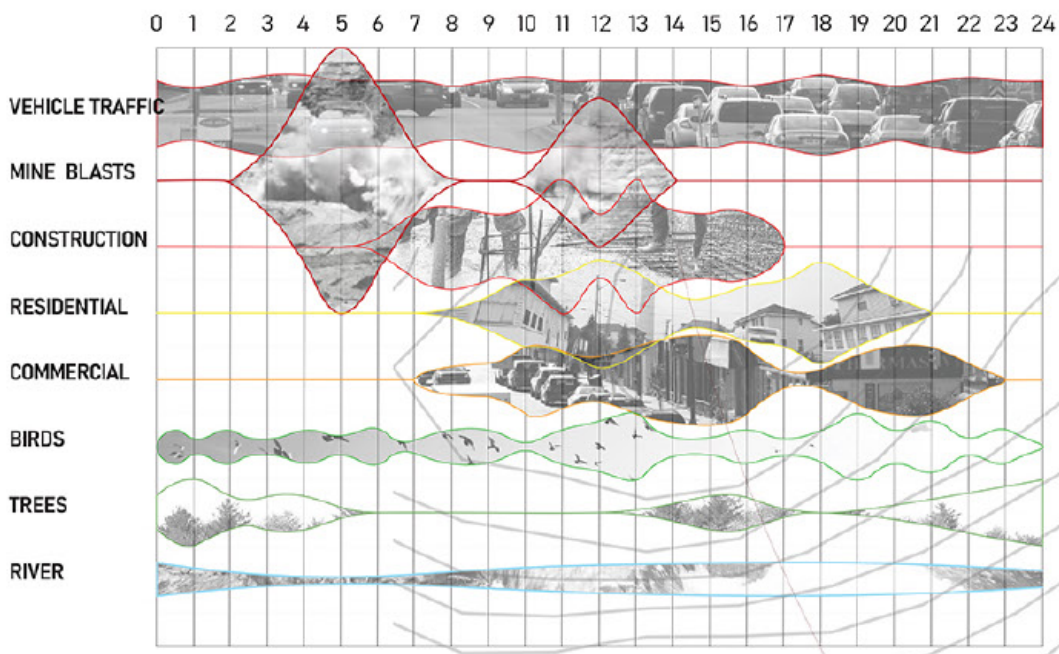 0 1 2 3 4 5 6 7 8 9 10 11 12 13 14 15 16 17 18 19 20 21 22 23 24
VEHICLE TRAFFIC
MINE BLASTS
CONSTRUCTION
RESIDENTIAL
COMMERCIAL
BIRDS
TREES
RIVER